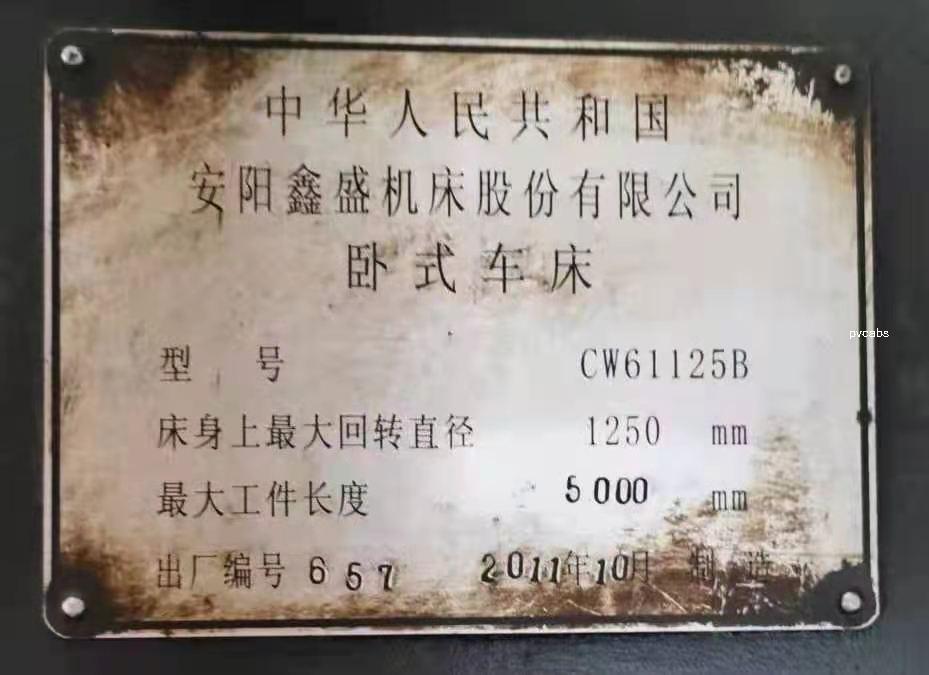 中华人民共和国
安阳鑫盛机床股份有限公司
卧式车床
型 号 CW61125B
床身上最大回转直径 1250 mm
最大工件长度 5000 mm
出厂编号 657 2011年10月 制造
pvcabs